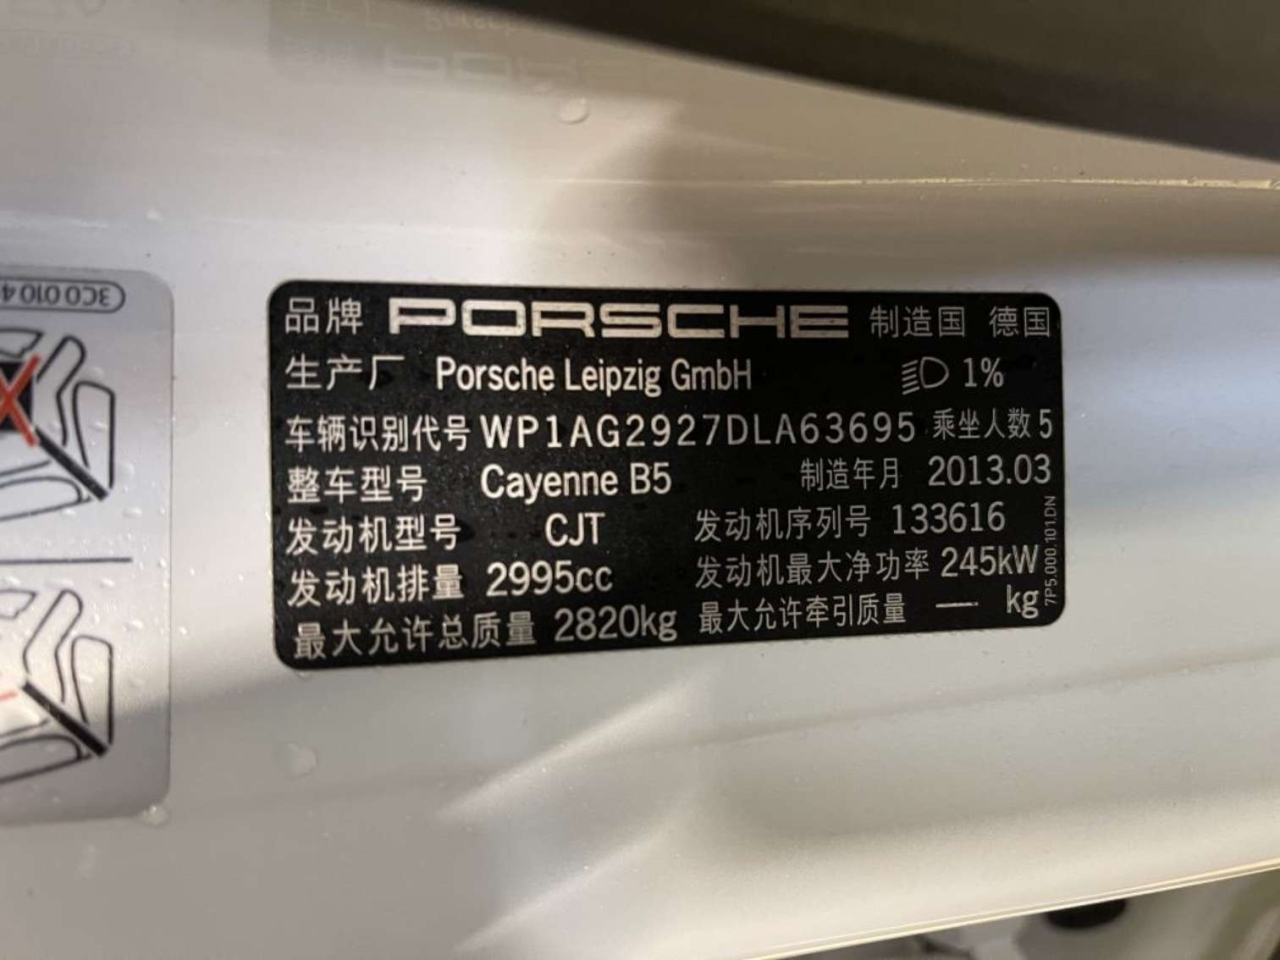 3C0 010 4
品牌 PORSCHE 制造国 德国
生产厂 Porsche Leipzig GmbH 1%
车辆识别代号 WP1AG2927DLA63695 乘坐人数 5
整车型号 Cayenne B5 制造年月 2013.03
发动机型号 CJT 发动机序列号 133616
发动机排量 2995cc 发动机最大净功率 245kW
最大允许总质量 2820kg 最大允许牵引质量 — kg
7P5.000.101.DN